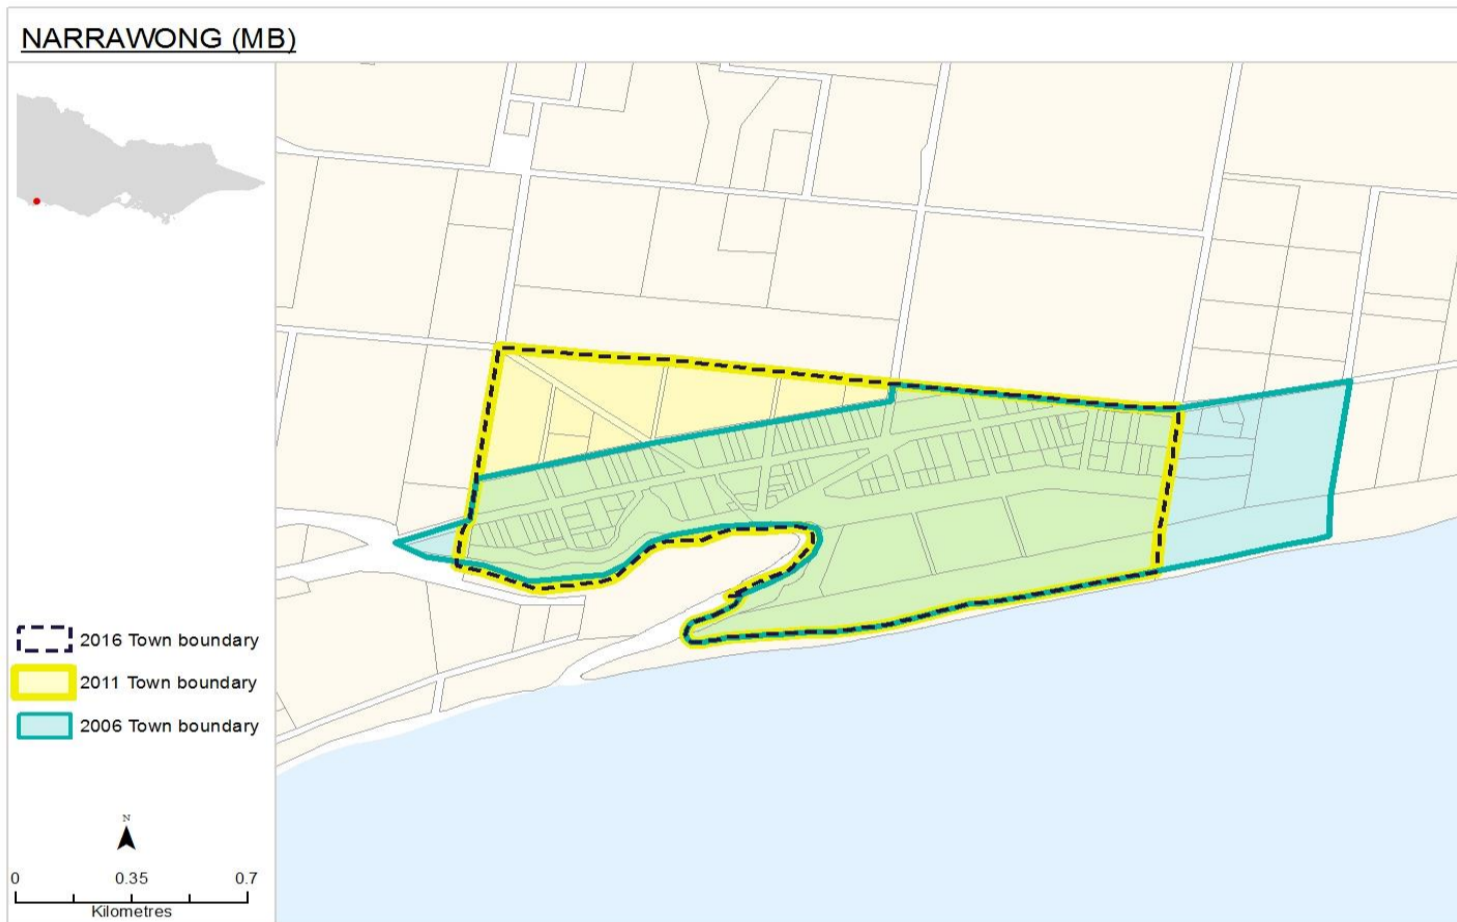 NARRAWONG (MB)
2016 Town boundary
2011 Town boundary
2006 Town boundary
N
0 0.35 0.7
Kilometres